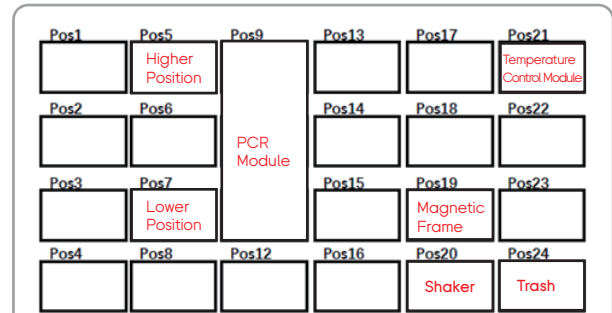 Pos1 Pos5 Pos9 Pos13 Pos17 Pos21
Higher
Position
Temperature
Control Module
Pos2 Pos6 Pos14 Pos18 Pos22
PCR
Module
Pos3 Pos7 Pos15 Pos19 Pos23
Lower
Position
Magnetic
Frame
Pos4 Pos8 Pos12 Pos16 Pos20 Pos24
Shaker Trash